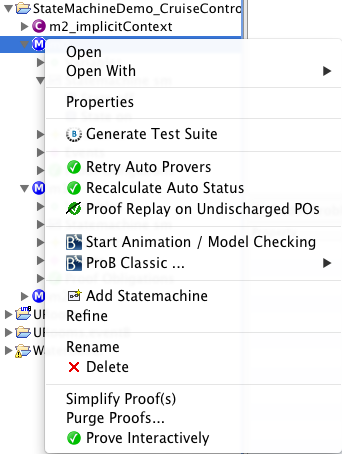 StateMachineDemo_CruiseContro
m2_implicitContext
Open
Open With
Properties
Generate Test Suite
Retry Auto Provers
Recalculate Auto Status
Proof Replay on Undischarged POs
Start Animation / Model Checking
ProB Classic ...
Add Statemachine
Refine
Rename
Delete
Simplify Proof(s)
Purge Proofs...
Prove Interactively